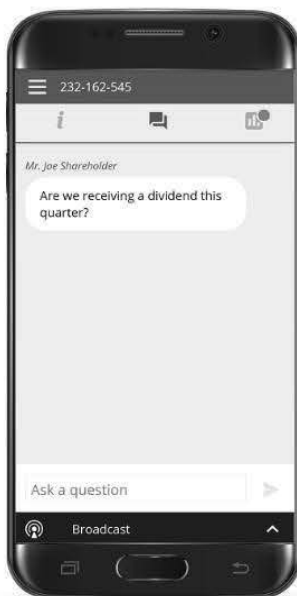 232-162-545
i
Mr. Joe Shareholder
Are we receiving a dividend this
quarter?
Ask a question
Broadcast